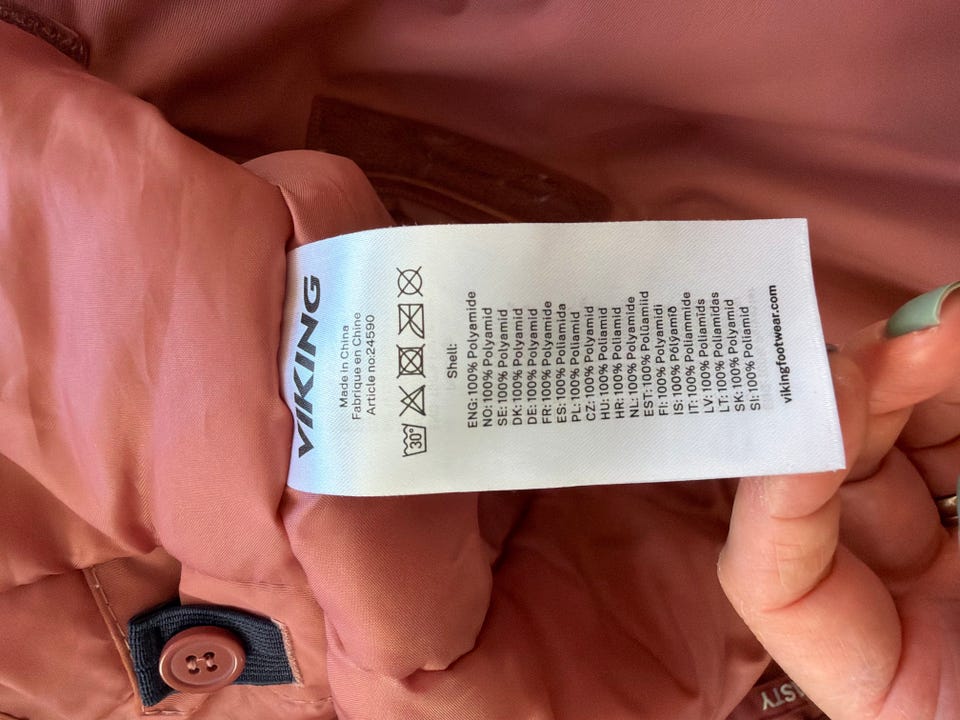 VIKING
Made in China
Fabrique en Chine
Article no:24590
30°
Shell:
ENG: 100% Polyamide
NO: 100% Polyamid
SE: 100% Polyamid
DK: 100% Polyamid
DE: 100% Polyamid
FR: 100% Polyamide
ES: 100% Poliamida
PL: 100% Poliamid
CZ: 100% Polyamid
HU: 100% Poliamid
HR: 100% Poliamid
NL: 100% Polyamide
EST: 100% Polüamiid
FI: 100% Polyamidi
IS: 100% Pólýamíð
IT: 100% Poliammide
LV: 100% Poliamīds
LT: 100% Poliamidas
SK: 100% Polyamid
SI: 100% Poliamid
vikingfootwear.com